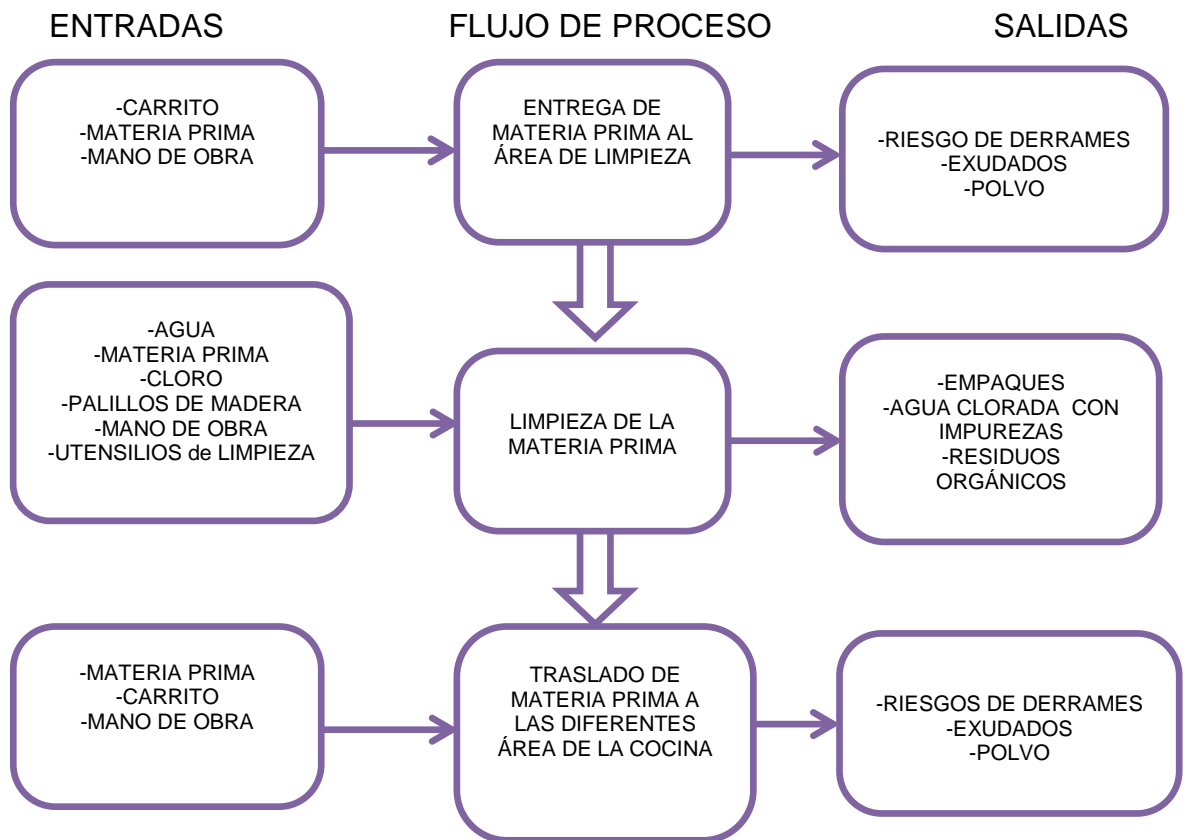 ENTRADAS
FLUJO DE PROCESO
SALIDAS
-CARRITO
-MATERIA PRIMA
-MANO DE OBRA
ENTREGA DE
MATERIA PRIMA AL
ÁREA DE LIMPIEZA
-RIESGO DE DERRAMES
-EXUDADOS
-POLVO
-AGUA
-MATERIA PRIMA
-CLORO
-PALILLOS DE MADERA
-MANO DE OBRA
-UTENSILIOS de LIMPIEZA
LIMPIEZA DE LA
MATERIA PRIMA
-EMPAQUES
-AGUA CLORADA CON
IMPUREZAS
-RESIDUOS
ORGÁNICOS
-MATERIA PRIMA
-CARRITO
-MANO DE OBRA
TRASLADO DE
MATERIA PRIMA A
LAS DIFERENTES
ÁREA DE LA COCINA
-RIESGOS DE DERRAMES
-EXUDADOS
-POLVO